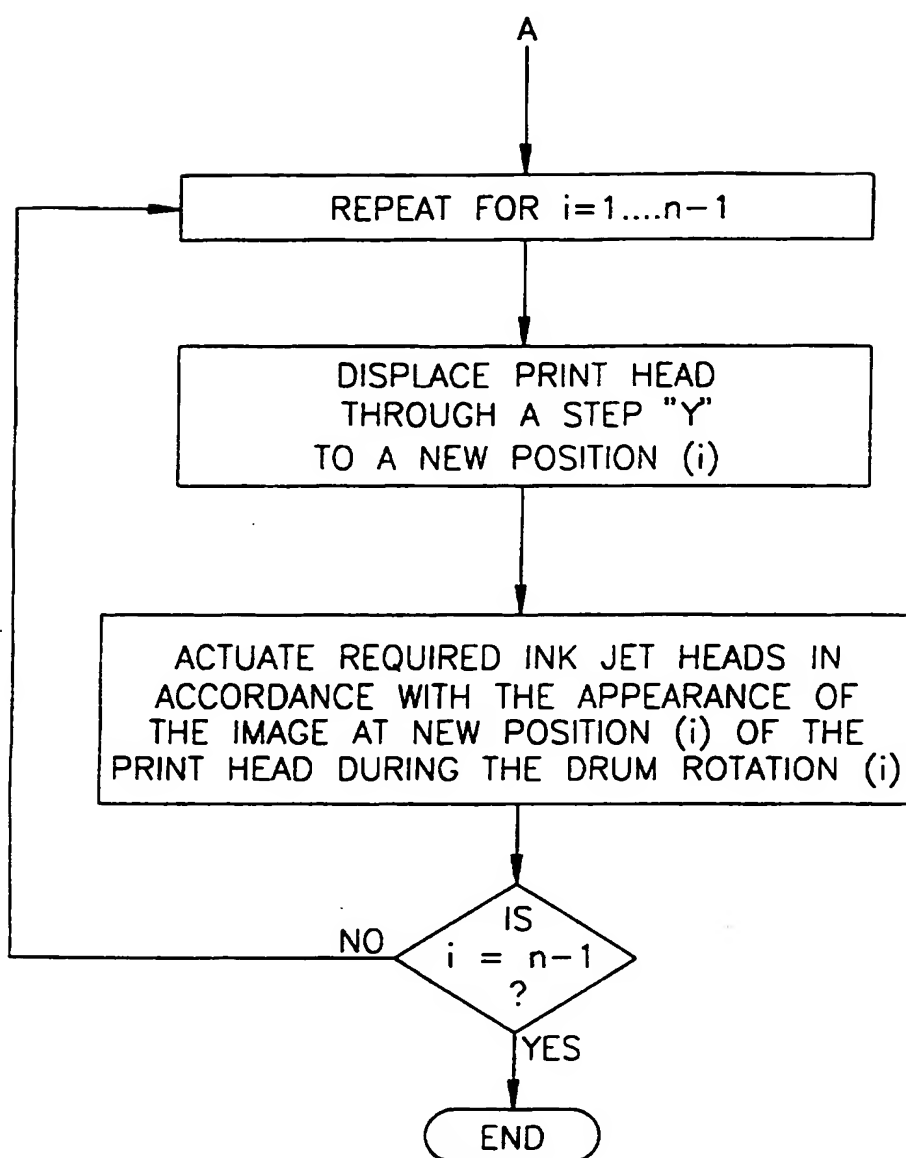 A
REPEAT FOR i=1....n-1
DISPLACE PRINT HEAD
THROUGH A STEP "Y"
TO A NEW POSITION (i)
ACTUATE REQUIRED INK JET HEADS IN
ACCORDANCE WITH THE APPEARANCE OF
THE IMAGE AT NEW POSITION (i) OF THE
PRINT HEAD DURING THE DRUM ROTATION (i)
IS
NO
i = n-1
?
YES
END